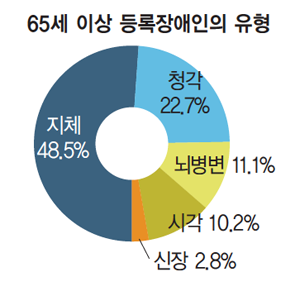 65세 이상 등록장애인의 유형
청각
22.7%
지체
48.5%
뇌병변 11.1%
시각 10.2%
신장 2.8%